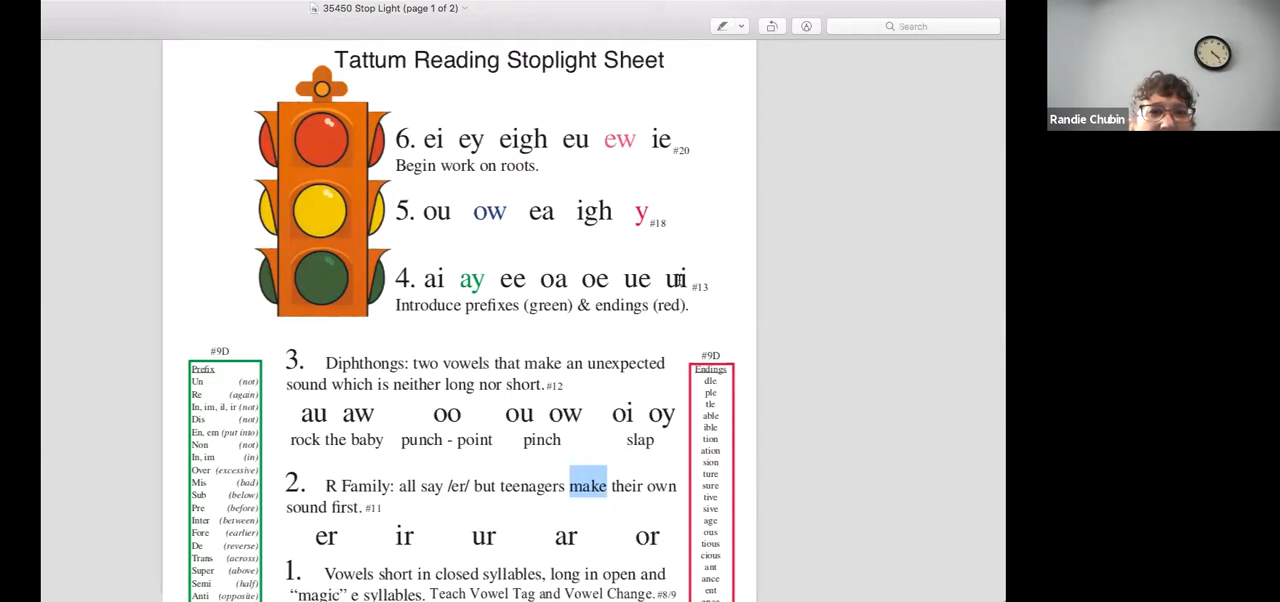 35450 Stop Light (page 1 of 2)
Search
Tattum Reading Stoplight Sheet
6. ei ey eigh eu ew ie #20
Begin work on roots.
5. ou ow ea igh y #18
4. ai ay ee oa oe ue ui #13
Introduce prefixes (green) & endings (red).
#9D
Prefix
Un (not)
Re (again)
In, im, il, ir (not)
Dis (not)
En, em (put into)
Non (not)
In, im (in)
Over (excessive)
Mis (bad)
Sub (below)
Pre (before)
Inter (between)
Fore (earlier)
De (reverse)
Trans (across)
Super (above)
Semi (half)
Anti (opposite)
3. Diphthongs: two vowels that make an unexpected
sound which is neither long nor short. #12
au aw oo ou ow oi oy
rock the baby punch - point pinch slap
2. R Family: all say /er/ but teenagers make their own
sound first. #11
er ir ur ar or
1. Vowels short in closed syllables, long in open and
“magic” e syllables. Teach Vowel Tag and Vowel Change. #8/9
#9D
Endings
dle
ple
tle
able
ible
tion
ation
sion
ture
sure
tive
sive
age
ous
tious
cious
ant
ance
ent
Randie Chubin